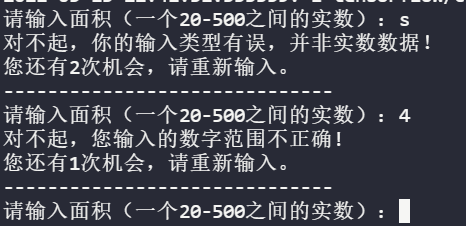 请输入面积（一个20-500之间的实数）：s
对不起，你的输入类型有误，并非实数数据！
您还有2次机会，请重新输入。
------------------------------
请输入面积（一个20-500之间的实数）：4
对不起，您输入的数字范围不正确！
您还有1次机会，请重新输入。
------------------------------
请输入面积（一个20-500之间的实数）：